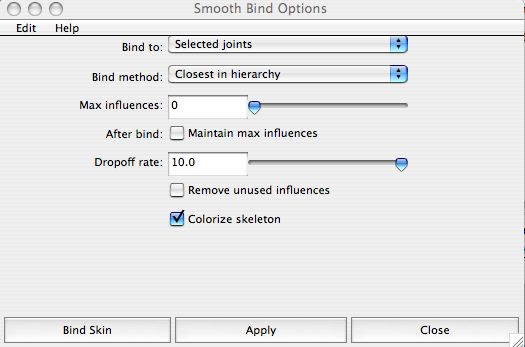 Smooth Bind Options
Edit Help
Bind to: Selected joints
Bind method: Closest in hierarchy
Max influences: 0
After bind: Maintain max influences
Dropoff rate: 10.0
Remove unused influences
Colorize skeleton
Bind Skin Apply Close